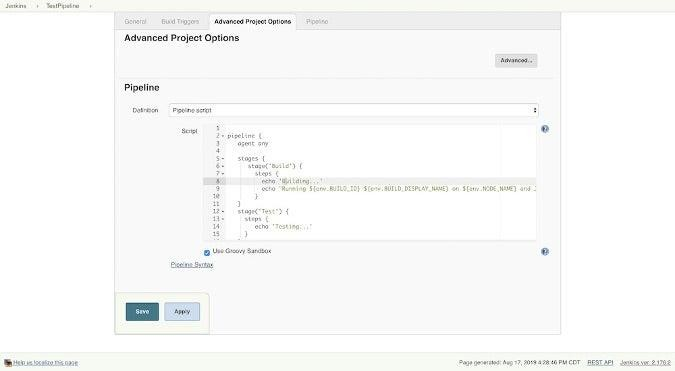 Jenkins › TestPipeline ›
General Build Triggers Advanced Project Options Pipeline
Advanced Project Options
Advanced...
Pipeline
Definition Pipeline script
Script
1
2 pipeline {
3 agent any
4
5 stages {
6 stage('Build') {
7 steps {
8 echo 'Building...'
9 echo "Running ${env.BUILD_ID} ${env.BUILD_DISPLAY_NAME} on ${env.NODE_NAME} and
10 }
11 }
12 stage("Test") {
13 steps {
14 echo 'Testing...'
15 }
Use Groovy Sandbox
Pipeline Syntax
Save Apply
Help us localize this page Page generated: Aug 17, 2019 4:28:46 PM CDT REST API Jenkins ver. 2.176.2